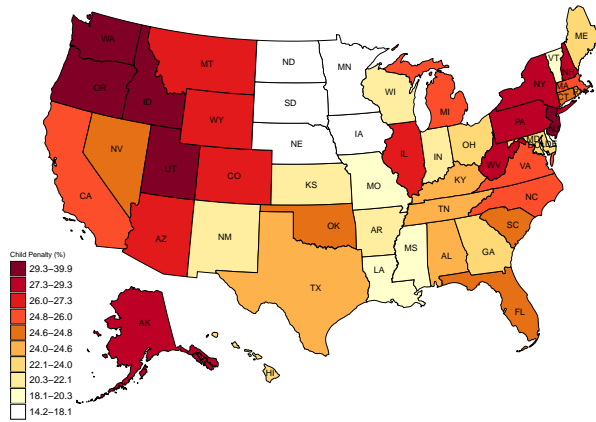 WA
ME
MT
ND
MN
VT
NH
OR
ID
WI
NY
MA
SD
WY
MI
CT
PA
IA
NE
NJ
OH
IL
IN
NV
UT
CO
WV
VA
KS
MO
KY
CA
NC
TN
OK
AZ
NM
AR
SC
MS
AL
GA
LA
TX
FL
AK
HI
Child Penalty (%)
29.3–39.9
27.3–29.3
26.0–27.3
24.8–26.0
24.6–24.8
24.0–24.6
22.1–24.0
20.3–22.1
18.1–20.3
14.2–18.1